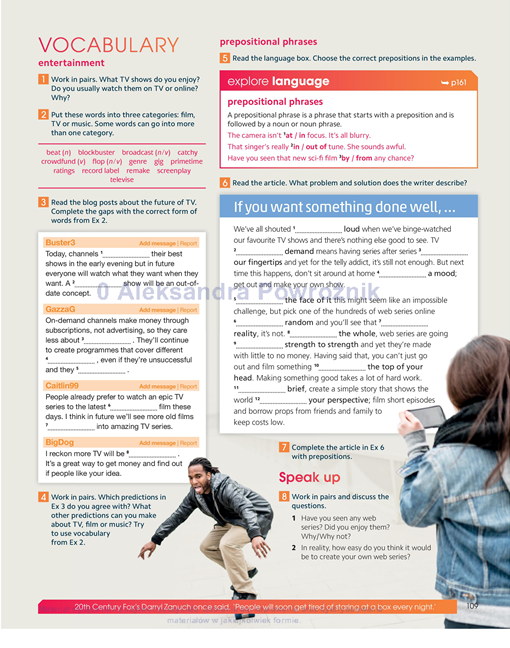 VOCABULARY
entertainment
1 Work in pairs. What TV shows do you enjoy?
Do you usually watch them on TV or online?
Why?
2 Put these words into three categories: film,
TV or music. Some words can go into more
than one category.
beat (n) blockbuster broadcast (n/v) catchy
crowdfund (v) flop (n/v) genre gig primetime
ratings record label remake screenplay
televise
3 Read the blog posts about the future of TV.
Complete the gaps with the correct form of
words from Ex 2.
Buster3 Add message | Report
Today, channels 1____________ their best
shows in the early evening but in future
everyone will watch what they want when they
want. A 2____________ show will be an out-of-
date concept.
GazzaG Add message | Report
On-demand channels make money through
subscriptions, not advertising, so they care
less about 3____________ . They'll continue
to create programmes that cover different
4____________ , even if they're unsuccessful
and they 5____________ .
Caitlin99 Add message | Report
People already prefer to watch an epic TV
series to the latest 6____________ film these
days. I think in future we'll see more old films
7____________ into amazing TV series.
BigDog Add message | Report
I reckon more TV will be 8____________ .
It's a great way to get money and find out
if people like your idea.
4 Work in pairs. Which predictions in
Ex 3 do you agree with? What
other predictions can you make
about TV, film or music? Try
to use vocabulary
from Ex 2.
prepositional phrases
5 Read the language box. Choose the correct prepositions in the examples.
explore language p161
prepositional phrases
A prepositional phrase is a phrase that starts with a preposition and is
followed by a noun or noun phrase.
The camera isn't 1at / in focus. It's all blurry.
That singer's really 2in / out of tune. She sounds awful.
Have you seen that new sci-fi film 3by / from any chance?
6 Read the article. What problem and solution does the writer describe?
If you want something done well, …
We've all shouted 1____________ loud when we've binge-watched
our favourite TV shows and there's nothing else good to see. TV
2____________ demand means having series after series 3____________
our fingertips and yet for the telly addict, it's still not enough. But next
time this happens, don't sit around at home 4____________ a mood;
get out and make your own show.
5____________ the face of it this might seem like an impossible
challenge, but pick one of the hundreds of web series online
6____________ random and you'll see that 7____________
reality, it's not. 8____________ the whole, web series are going
9____________ strength to strength and yet they're made
with little to no money. Having said that, you can't just go
out and film something 10____________ the top of your
head. Making something good takes a lot of hard work.
11____________ brief, create a simple story that shows the
world 12____________ your perspective; film short episodes
and borrow props from friends and family to
keep costs low.
0 Aleksandra Powroźnik
7 Complete the article in Ex 6
with prepositions.
Speak up
8 Work in pairs and discuss the
questions.
1 Have you seen any web
series? Did you enjoy them?
Why/Why not?
2 In reality, how easy do you think it would
be to create your own web series?
20th Century Fox's Darryl Zanuch once said, 'People will soon get tired of staring at a box every night.'
109
materiałów w jakiejkolwiek formie.